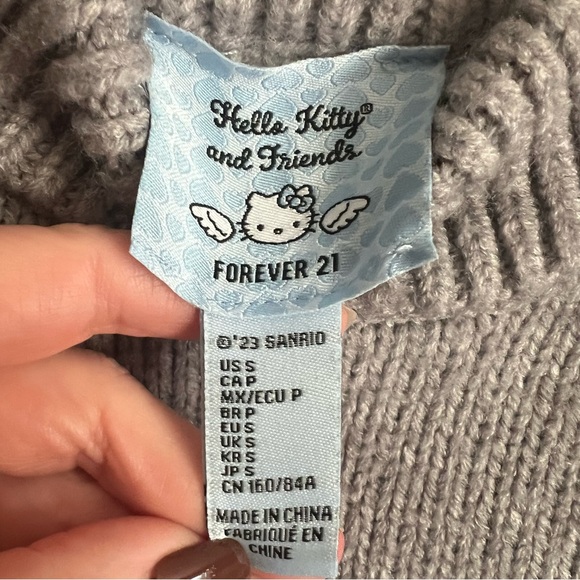 Hello Kitty®
and Friends
FOREVER 21
©'23 SANRIO
US S
CA P
MX/ECU P
BR P
EU S
UK S
KR S
JP S
CN 160/84A
MADE IN CHINA
FABRIQUÉ EN
CHINE